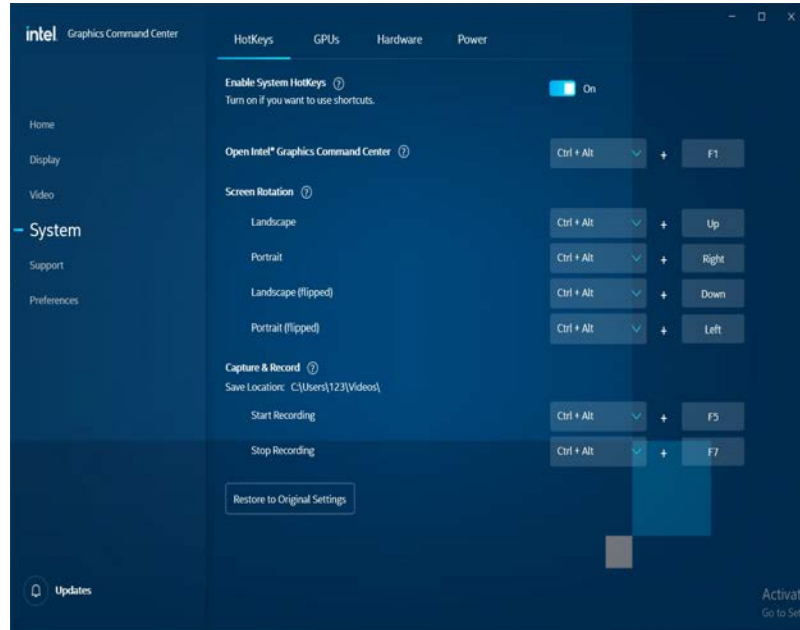 intel. Graphics Command Center
HotKeys GPUs Hardware Power
Enable System HotKeys ?
Turn on if you want to use shortcuts.
On
Home
Display
Video
System
Support
Preferences
Open Intel® Graphics Command Center ? Ctrl + Alt + F1
Screen Rotation ?
Landscape Ctrl + Alt + Up
Portrait Ctrl + Alt + Right
Landscape (flipped) Ctrl + Alt + Down
Portrait (flipped) Ctrl + Alt + Left
Capture & Record ?
Save Location: C:\Users\123\Videos\
Start Recording Ctrl + Alt + F5
Stop Recording Ctrl + Alt + F7
Restore to Original Settings
Updates
Activat
Go to Set